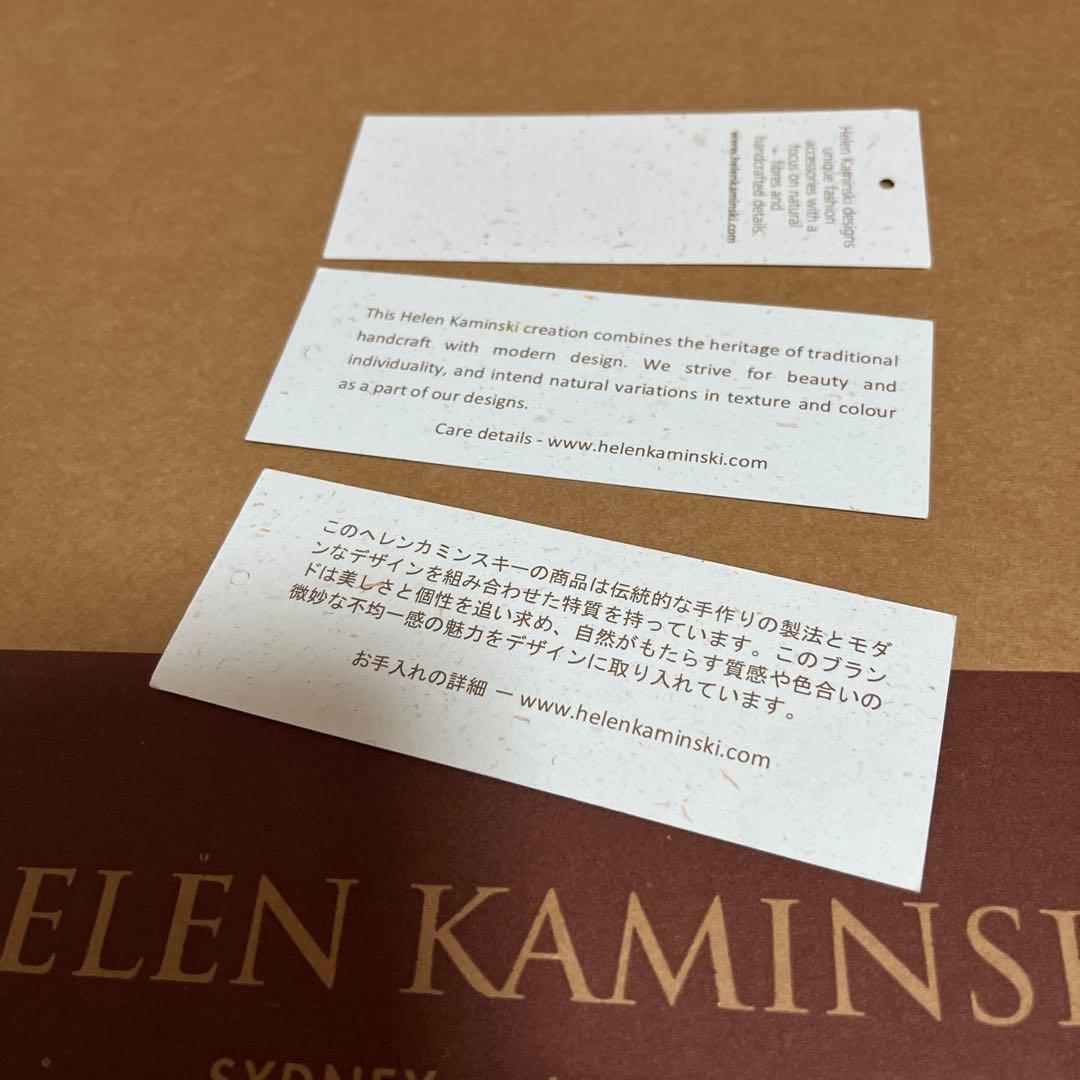 Helen Kaminski designs
unique fashion
accessories with a
focus on natural
fibres and
handcrafted details.
www.helenkaminski.com
This Helen Kaminski creation combines the heritage of traditional
handcraft with modern design. We strive for beauty and
individuality, and intend natural variations in texture and colour
as a part of our designs.
Care details - www.helenkaminski.com
このヘレンカミンスキーの商品は伝統的な手作りの製法とモダ
ンなデザインを組み合わせた特質を持っています。このブラン
ドは美しさと個性を追い求め、自然がもたらす質感や色合いの
微妙な不均一感の魅力をデザインに取り入れています。
お手入れの詳細 － www.helenkaminski.com
ELEN KAMINSK
SYDNEY